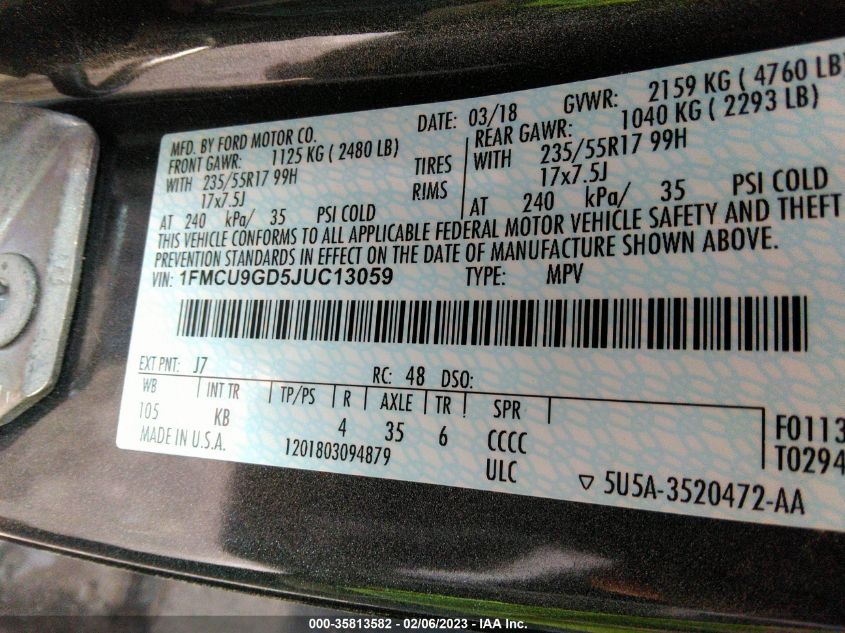 MFD. BY FORD MOTOR CO. DATE: 03/18 GVWR: 2159 KG ( 4760 LB)
FRONT GAWR: 1125 KG ( 2480 LB) REAR GAWR: 1040 KG ( 2293 LB)
WITH 235/55R17 99H TIRES WITH 235/55R17 99H
17x7.5J RIMS 17x7.5J
AT 240 kPa/ 35 PSI COLD AT 240 kPa/ 35 PSI COLD
THIS VEHICLE CONFORMS TO ALL APPLICABLE FEDERAL MOTOR VEHICLE SAFETY AND THEFT
PREVENTION STANDARDS IN EFFECT ON THE DATE OF MANUFACTURE SHOWN ABOVE.
VIN: 1FMCU9GD5JUC13059 TYPE: MPV
EXT PNT: J7 RC: 48 DSO:
WB INT TR TP/PS R AXLE TR SPR
105 KB 4 35 6 CCCC F0113
MADE IN U.S.A. 1201803094879 ULC T0294
▽ 5U5A-3520472-AA
000-35813582 — 02/06/2023 — IAA Inc.